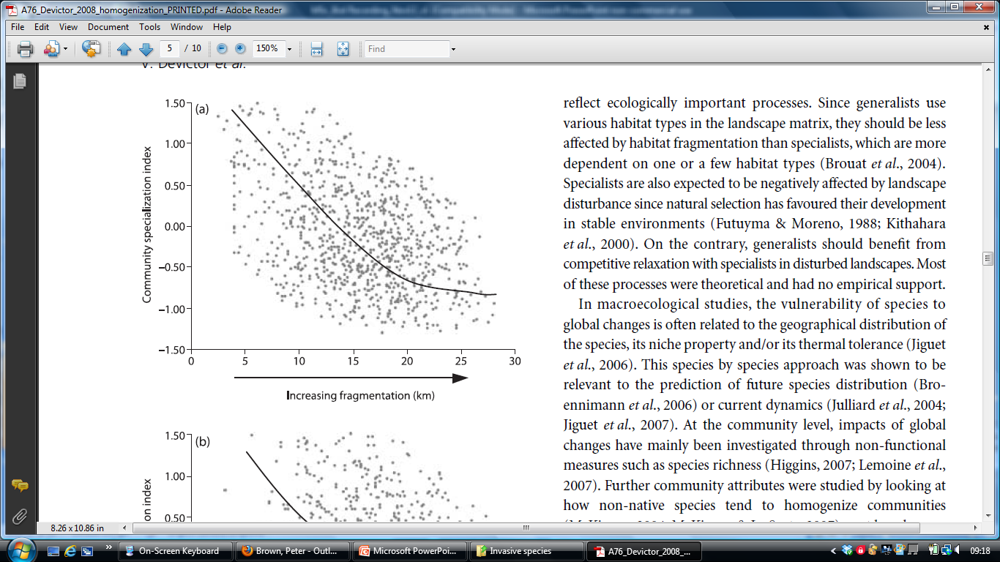 A76_Devictor_2008_homogenization_PRINTED.pdf - Adobe Reader
File Edit View Document Tools Window Help
5 / 10 150% Find
V. Devictor et al.
(a)
Community specialization index
1.50
1.00
0.50
0.00
−0.50
−1.00
−1.50
0 5 10 15 20 25 30
Increasing fragmentation (km)
(b)
on index
1.50
1.00
0.50
reflect ecologically important processes. Since generalists use
various habitat types in the landscape matrix, they should be less
affected by habitat fragmentation than specialists, which are more
dependent on one or a few habitat types (Brouat et al., 2004).
Specialists are also expected to be negatively affected by landscape
disturbance since natural selection has favoured their development
in stable environments (Futuyma & Moreno, 1988; Kithahara
et al., 2000). On the contrary, generalists should benefit from
competitive relaxation with specialists in disturbed landscapes. Most
of these processes were theoretical and had no empirical support.
In macroecological studies, the vulnerability of species to
global changes is often related to the geographical distribution of
the species, its niche property and/or its thermal tolerance (Jiguet
et al., 2006). This species by species approach was shown to be
relevant to the prediction of future species distribution (Bro-
ennimann et al., 2006) or current dynamics (Julliard et al., 2004;
Jiguet et al., 2007). At the community level, impacts of global
changes have mainly been investigated through non-functional
measures such as species richness (Higgins, 2007; Lemoine et al.,
2007). Further community attributes were studied by looking at
how non-native species tend to homogenize communities
8.26 x 10.86 in
» On-Screen Keyboard Brown, Peter - Outl... Microsoft PowerPoi... Invasive species A76_Devictor_2008_... 09:18